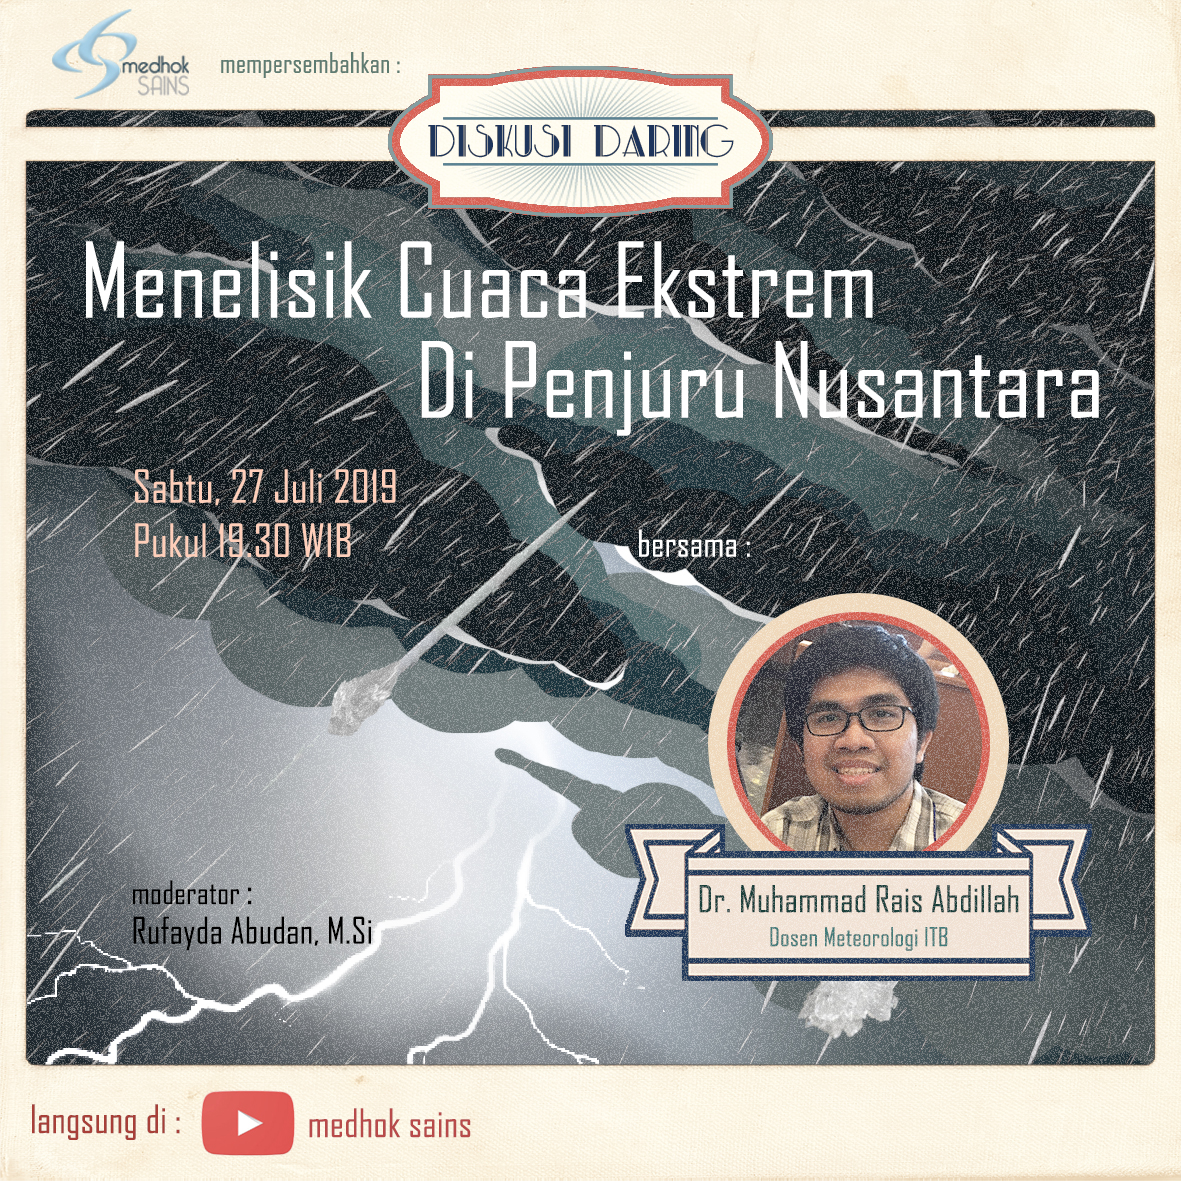 medhok
SAINS
mempersembahkan :
DISKUSI DARING
Menelisik Cuaca Ekstrem
Di Penjuru Nusantara
Sabtu, 27 Juli 2019
Pukul 19.30 WIB
bersama :
Dr. Muhammad Rais Abdillah
Dosen Meteorologi ITB
moderator :
Rufayda Abudan, M.Si
langsung di :
medhok sains